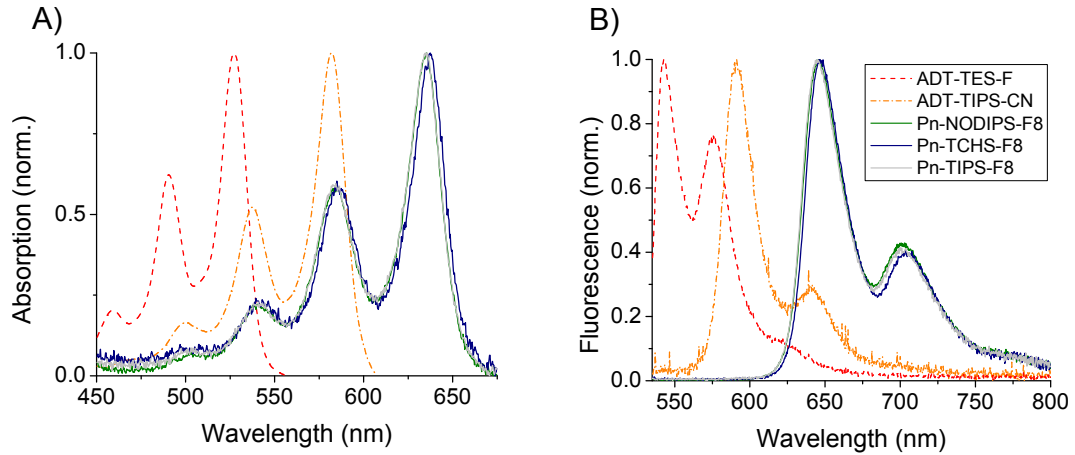 A)
Absorption (norm.)
1.0
0.5
0.0
450
500
550
600
650
Wavelength (nm)
B)
Fluorescence (norm.)
1.0
0.8
0.6
0.4
0.2
0.0
550
600
650
700
750
800
Wavelength (nm)
ADT-TES-F
ADT-TIPS-CN
Pn-NODIPS-F8
Pn-TCHS-F8
Pn-TIPS-F8